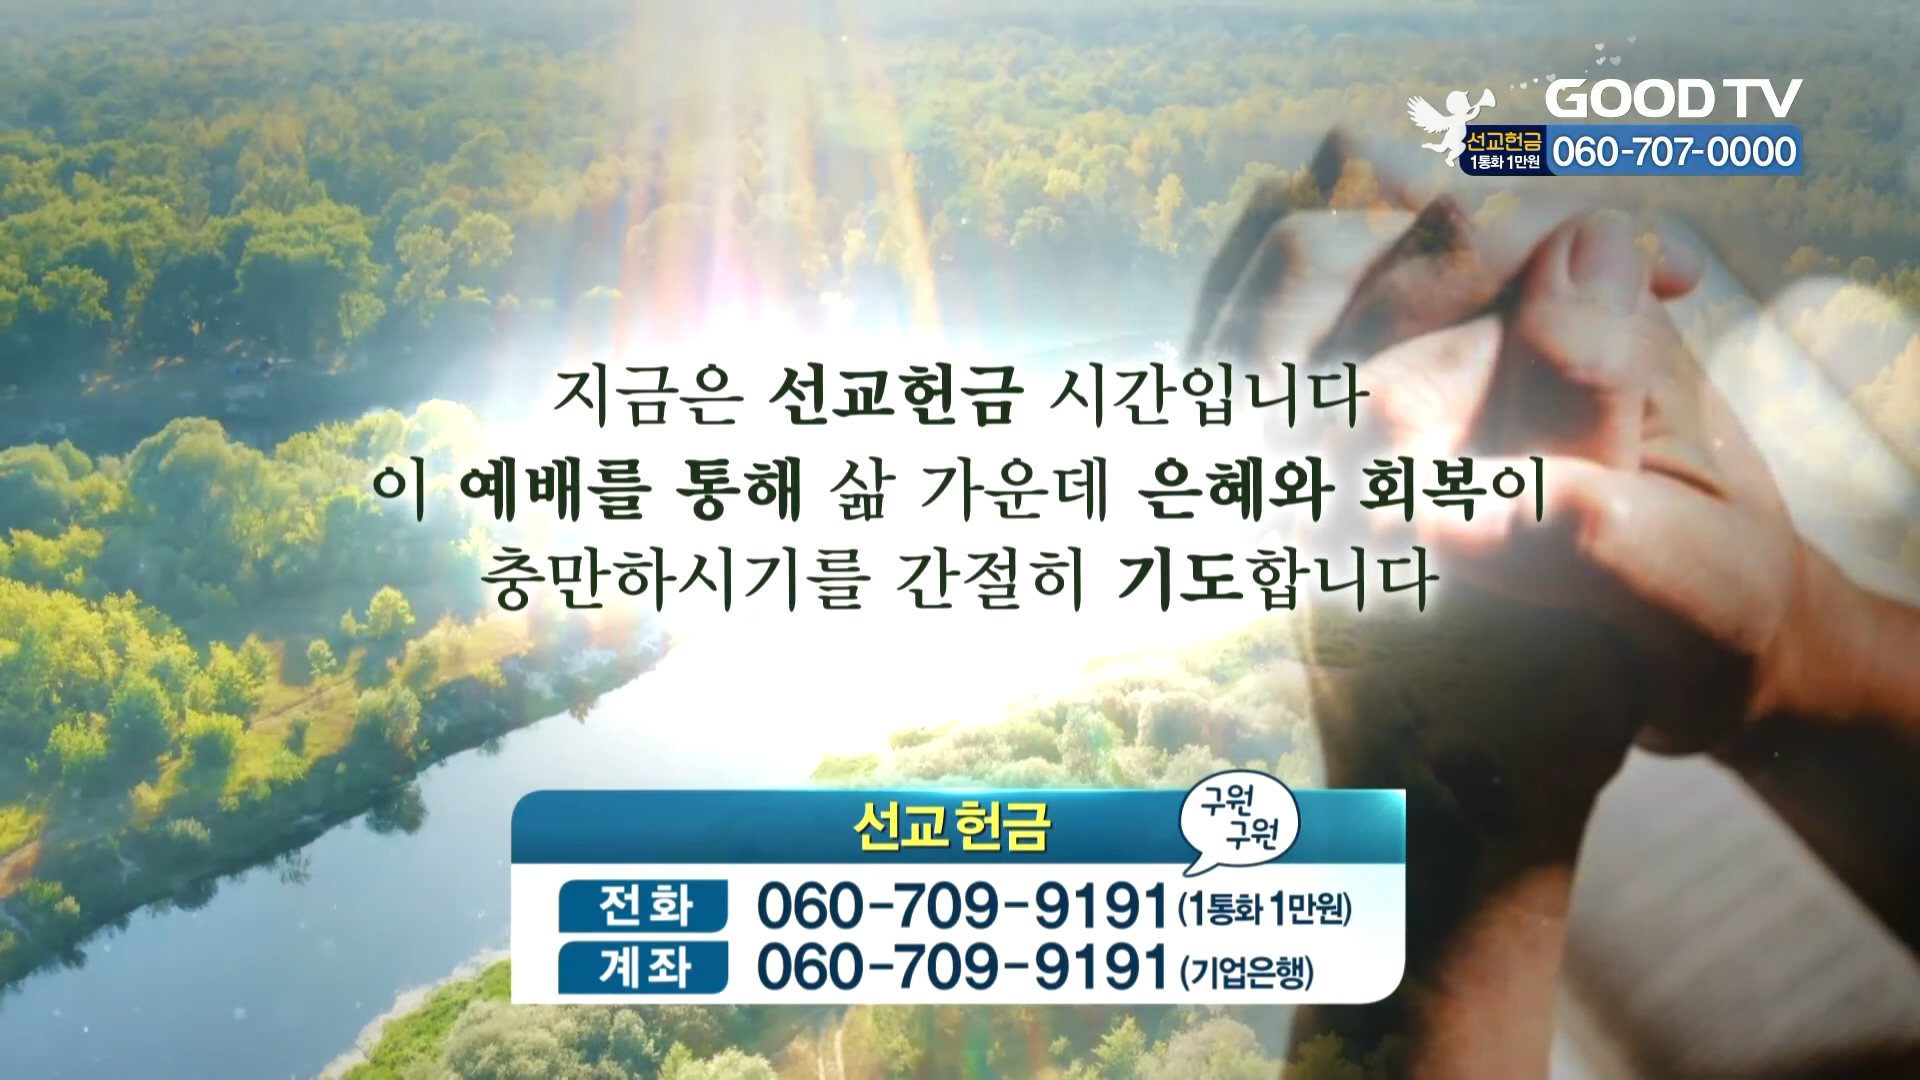 GOOD TV
선교헌금
1통화 1만원
060-707-0000
지금은 선교헌금 시간입니다
이 예배를 통해 삶 가운데 은혜와 회복이
충만하시기를 간절히 기도합니다
선교헌금
구원
구원
전화 060-709-9191 (1통화 1만원)
계좌 060-709-9191 (기업은행)